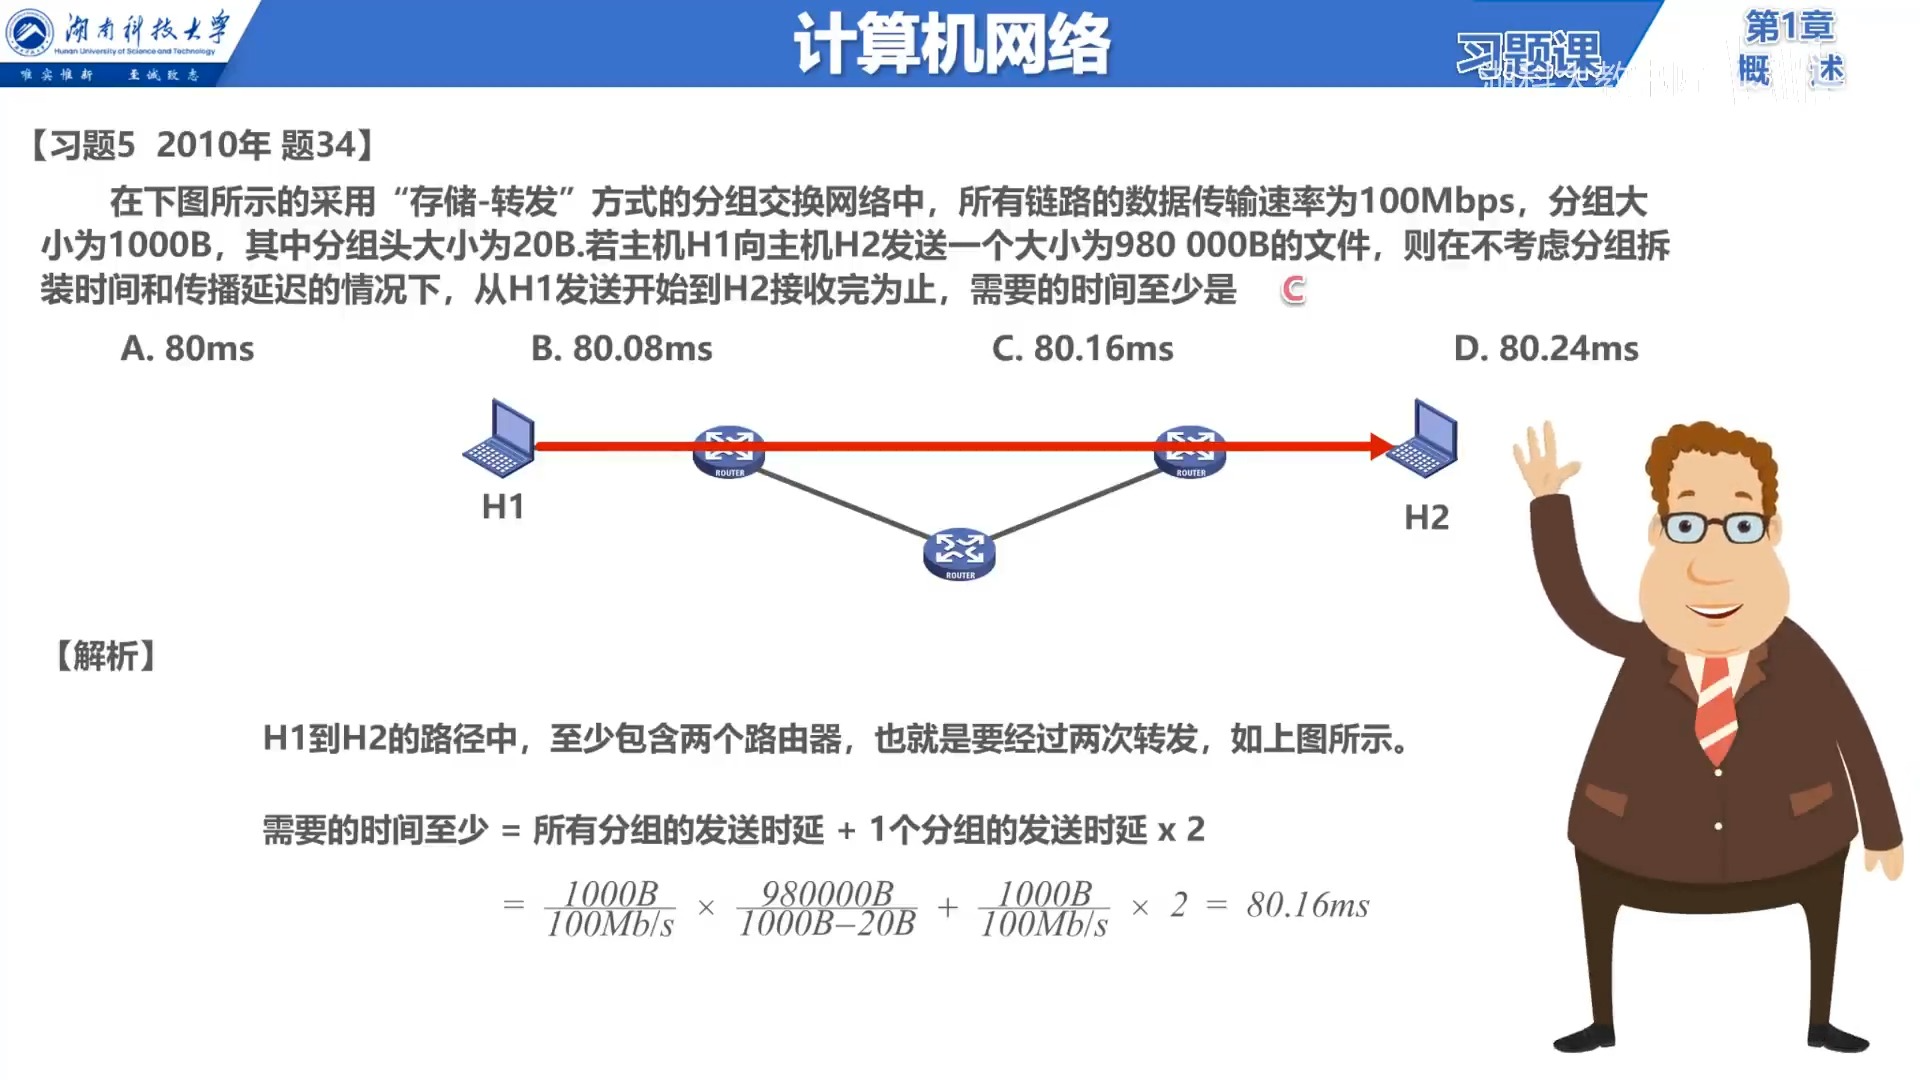 湖南科技大学
Hunan University of Science and Technology
唯实惟新 至诚致志
计算机网络
习题课
第1章
概 述
【习题5 2010年 题34】
在下图所示的采用“存储-转发”方式的分组交换网络中，所有链路的数据传输速率为100Mbps，分组大
小为1000B，其中分组头大小为20B.若主机H1向主机H2发送一个大小为980 000B的文件，则在不考虑分组拆
装时间和传播延迟的情况下，从H1发送开始到H2接收完为止，需要的时间至少是 C
A. 80ms B. 80.08ms C. 80.16ms D. 80.24ms
ROUTER ROUTER
H1 H2
ROUTER
【解析】
H1到H2的路径中，至少包含两个路由器，也就是要经过两次转发，如上图所示。
需要的时间至少 = 所有分组的发送时延 + 1个分组的发送时延 x 2
= 1000B/100Mb/s × 980000B/1000B−20B + 1000B/100Mb/s × 2 = 80.16ms